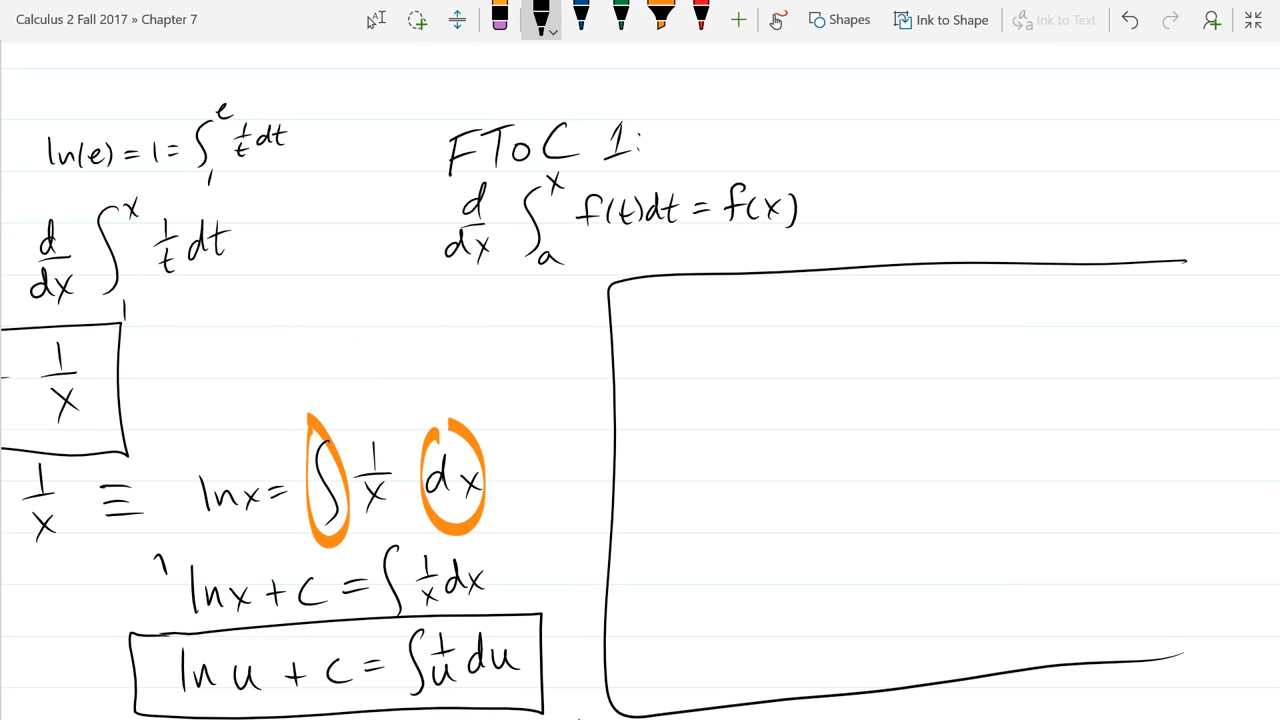 Calculus 2 Fall 2017 » Chapter 7
Shapes
Ink to Shape
Ink to Text
ln(e) = 1 = ∫₁ᵉ 1/t dt
d/dx ∫₁ˣ 1/t dt
1/x
1/x ≡ ln x = ∫ 1/x dx
ln x + c = ∫ 1/x dx
ln u + c = ∫ 1/u du
FToC 1:
d/dx ∫ₐˣ f(t)dt = f(x)